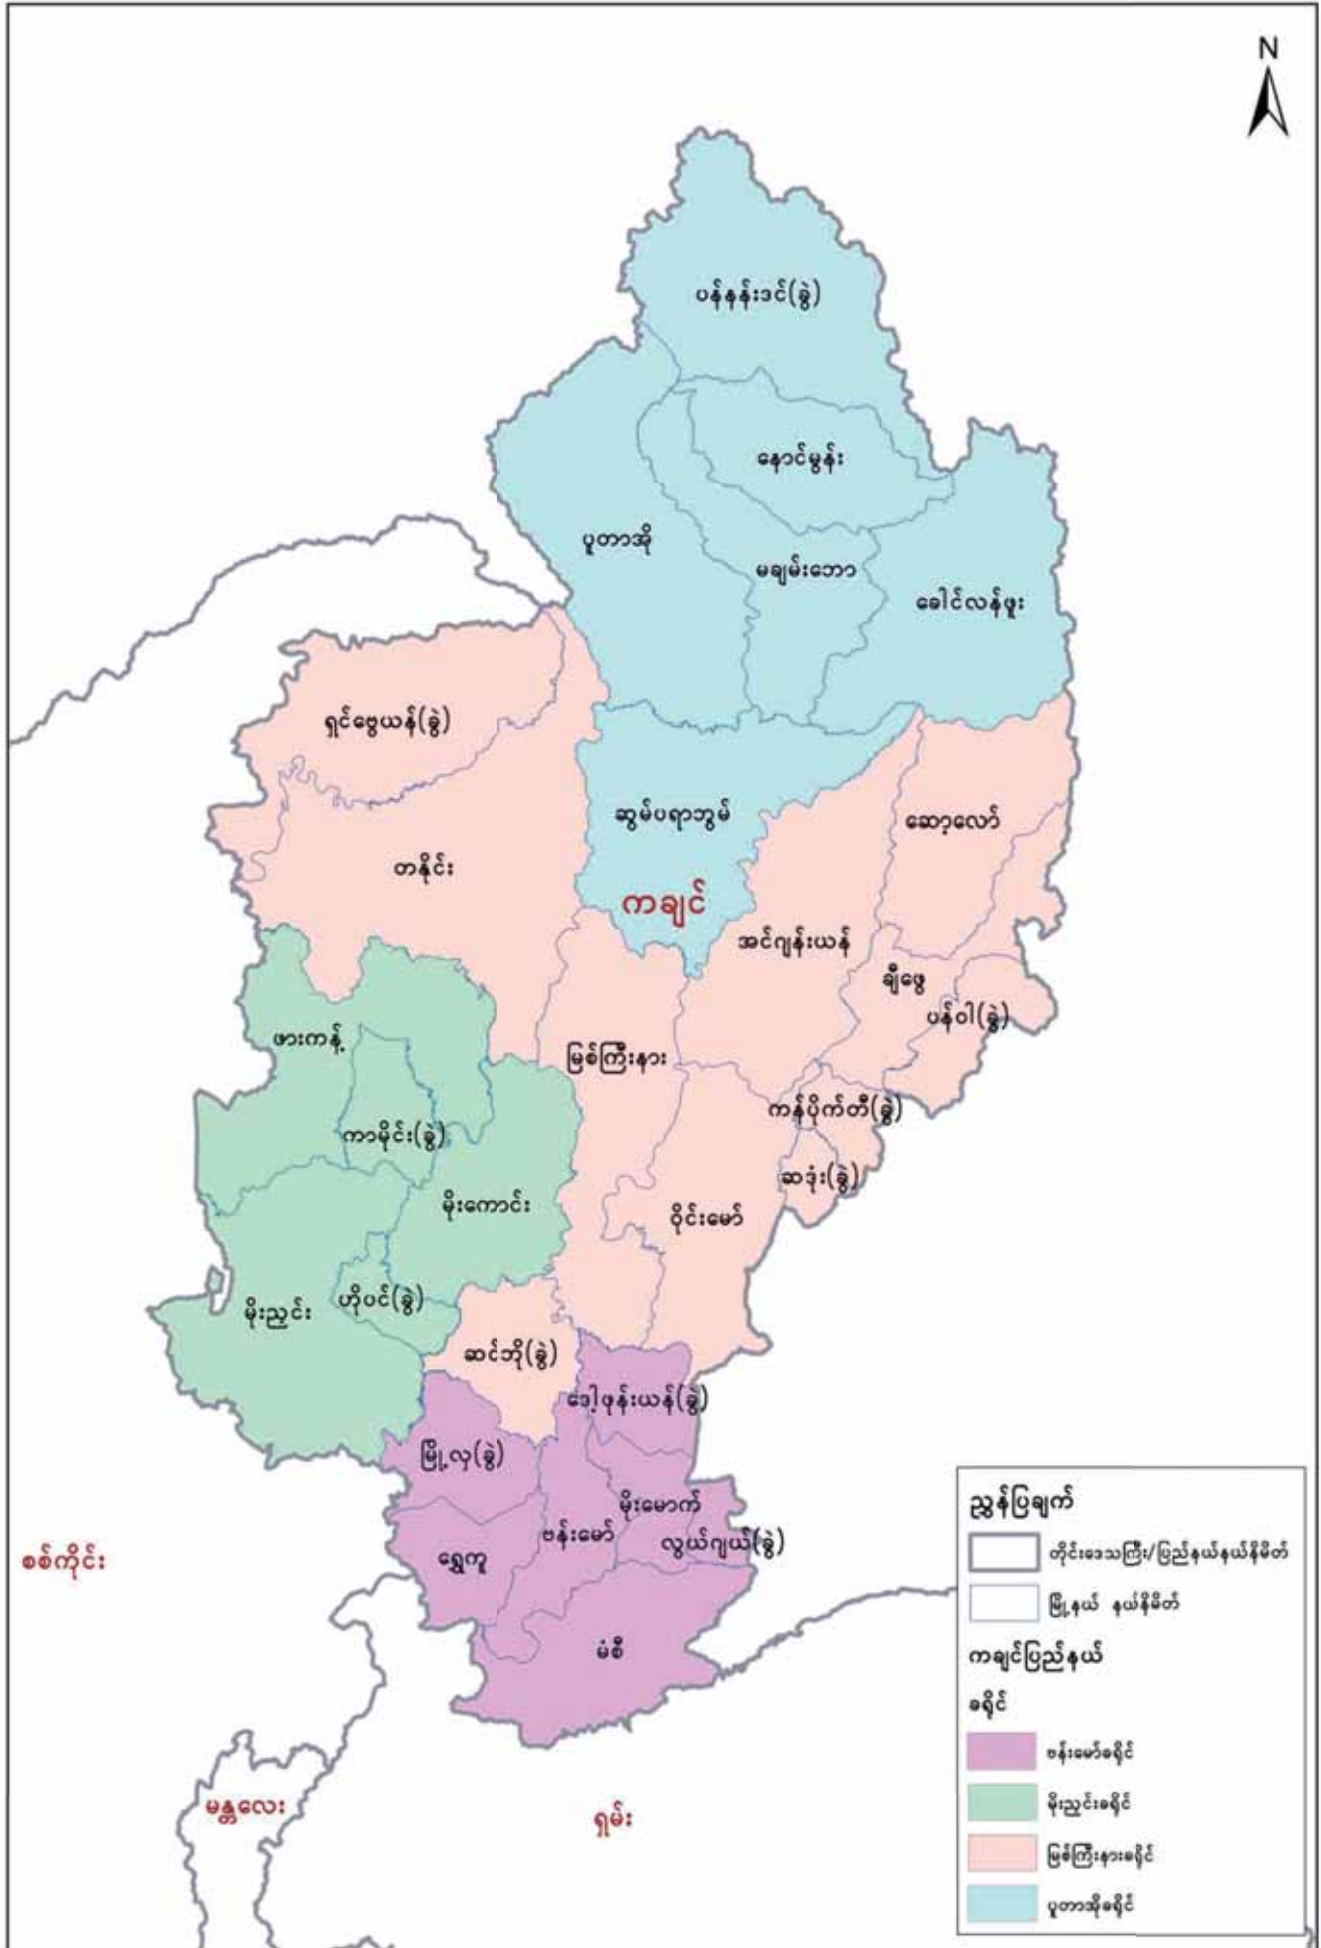 N
ပန်နန်းဒင်(ခွဲ)
နောင်မွန်း
ပူတာအို
မချမ်းဘော
ခေါင်လန်ဖူး
ရှင်ဗွေယန်(ခွဲ)
ဆွမ်ပရာဘွမ်
ဆော့လော်
တနိုင်း
ကချင်
အင်ဂျန်းယန်
ချီဖွေ
ပန်ဝါ(ခွဲ)
ဖားကန့်
မြစ်ကြီးနား
ကန်ပိုက်တီ(ခွဲ)
ကာမိုင်း(ခွဲ)
ဆဒုံး(ခွဲ)
မိုးကောင်း
ဝိုင်းမော်
ဟိုပင်(ခွဲ)
မိုးညှင်း
ဆင်ဘို(ခွဲ)
ဒေါ့ဖုန်းယန်(ခွဲ)
မြို့လှ(ခွဲ)
မိုးမောက်
ဗန်းမော်
လွယ်ဂျယ်(ခွဲ)
ရွှေကူ
စစ်ကိုင်း
မံစီ
မန္တလေး
ရှမ်း
ညွှန်ပြချက်
တိုင်းဒေသကြီး/ပြည်နယ်နယ်နိမိတ်
မြို့နယ် နယ်နိမိတ်
ကချင်ပြည်နယ်
ခရိုင်
ဗန်းမော်ခရိုင်
မိုးညှင်းခရိုင်
မြစ်ကြီးနားခရိုင်
ပူတာအိုခရိုင်